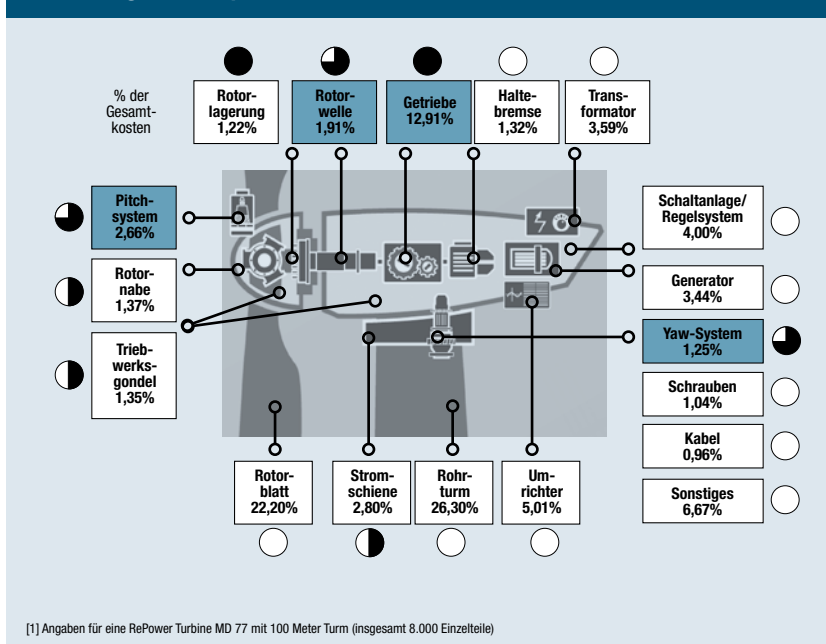 % der
Gesamt-
kosten
Rotor-
lagerung
1,22%
Rotor-
welle
1,91%
Getriebe
12,91%
Halte-
bremse
1,32%
Trans-
formator
3,59%
Pitch-
system
2,66%
Rotor-
nabe
1,37%
Trieb-
werks-
gondel
1,35%
Schaltanlage/
Regelsystem
4,00%
Generator
3,44%
Yaw-System
1,25%
Schrauben
1,04%
Kabel
0,96%
Sonstiges
6,67%
Rotor-
blatt
22,20%
Strom-
schiene
2,80%
Rohr-
turm
26,30%
Um-
richter
5,01%
[1] Angaben für eine RePower Turbine MD 77 mit 100 Meter Turm (insgesamt 8.000 Einzelteile)